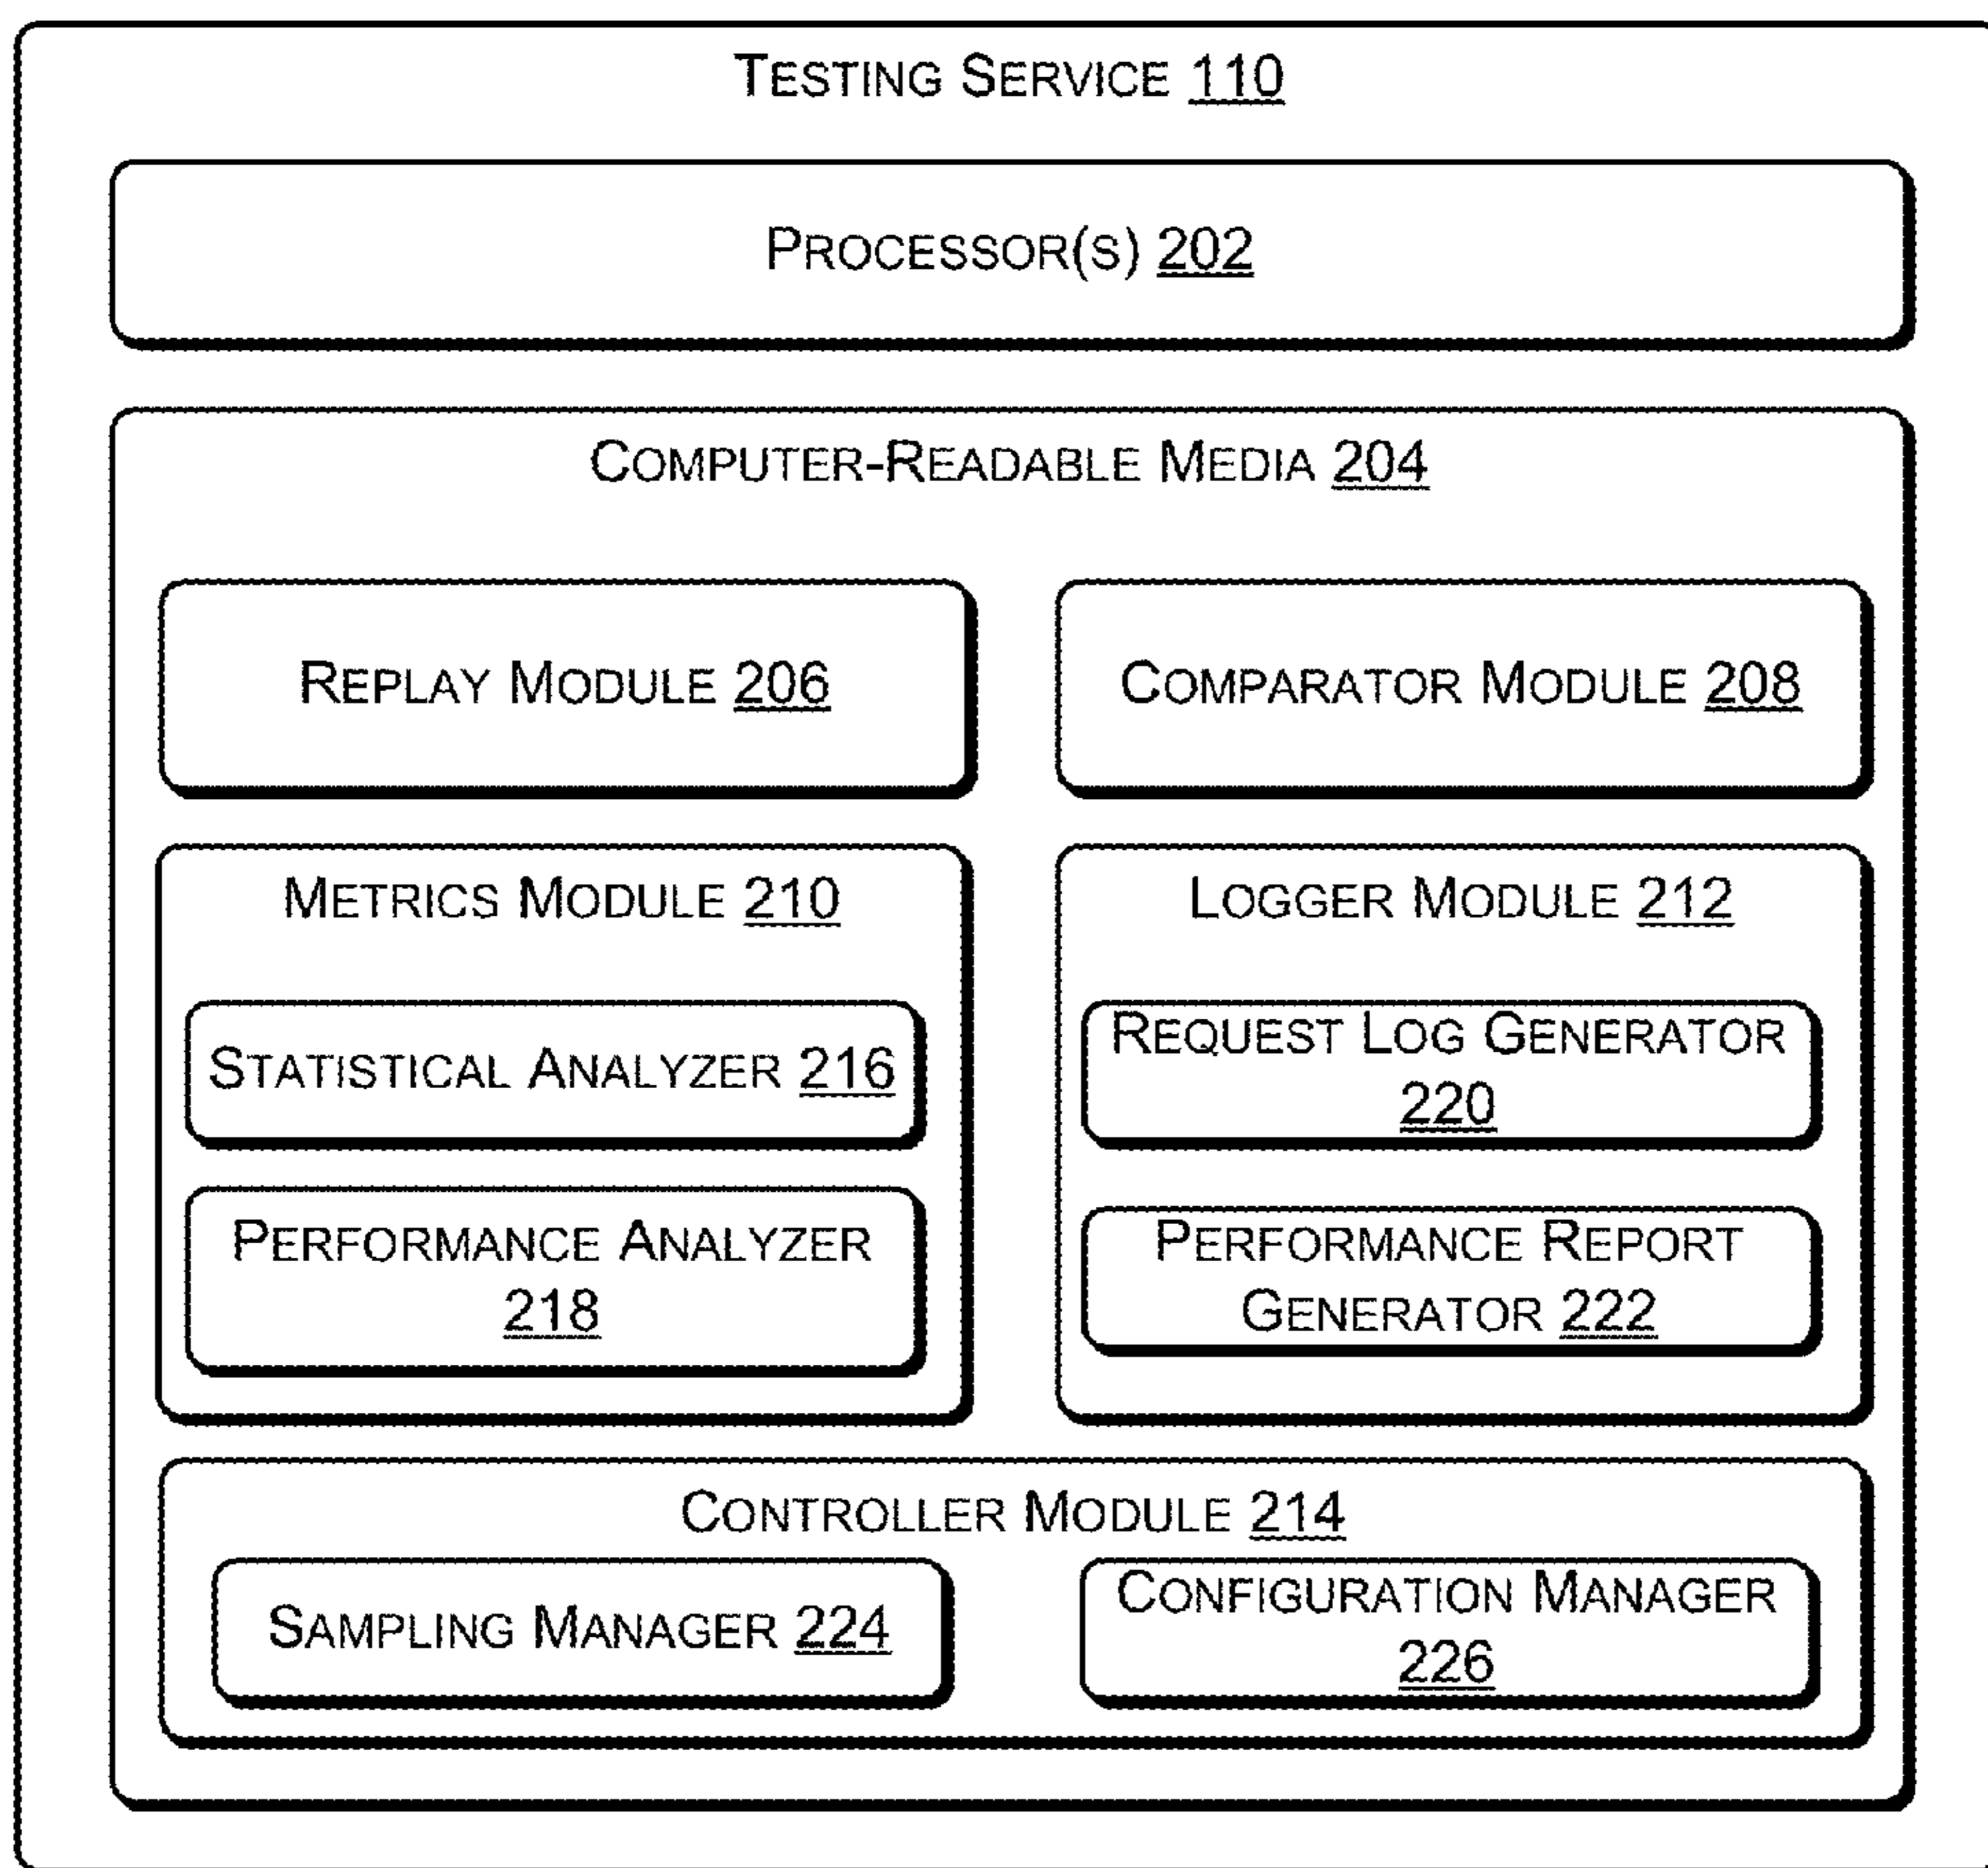 TESTING SERVICE 110
PROCESSOR(S) 202
COMPUTER-READABLE MEDIA 204
REPLAY MODULE 206
COMPARATOR MODULE 208
METRICS MODULE 210
STATISTICAL ANALYZER 216
PERFORMANCE ANALYZER
218
LOGGER MODULE 212
REQUEST LOG GENERATOR
220
PERFORMANCE REPORT
GENERATOR 222
CONTROLLER MODULE 214
SAMPLING MANAGER 224
CONFIGURATION MANAGER
226